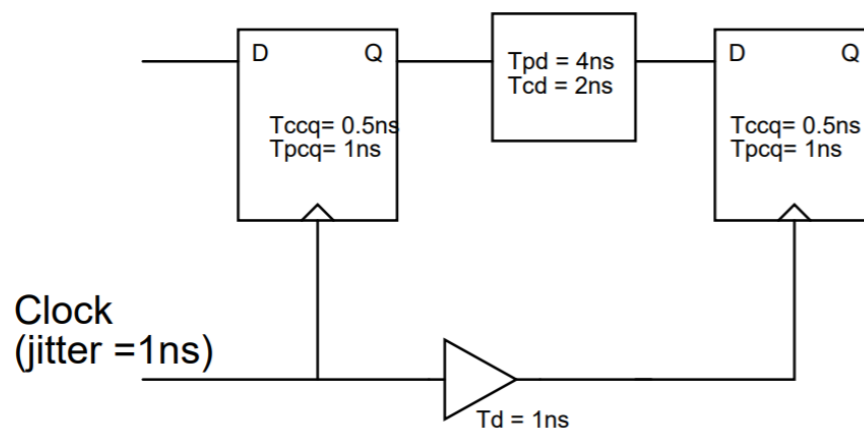 D Q
Tccq= 0.5ns
Tpcq= 1ns
Tpd = 4ns
Tcd = 2ns
D Q
Tccq= 0.5ns
Tpcq= 1ns
Clock
(jitter =1ns)
Td = 1ns